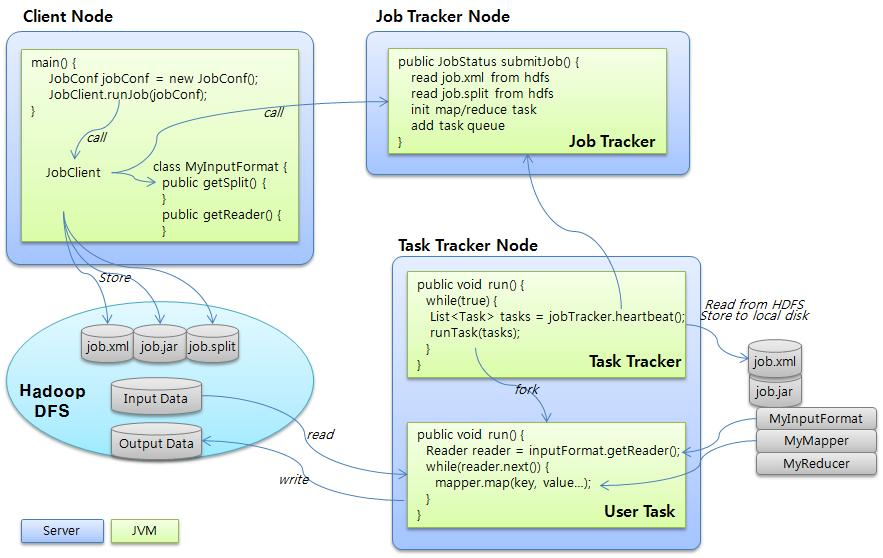 Client Node
main() {
JobConf jobConf = new JobConf();
JobClient.runJob(jobConf);
}
call
JobClient
class MyInputFormat {
public getSplit() {
}
public getReader() {
}
call
Job Tracker Node
public JobStatus submitJob() {
read job.xml from hdfs
read job.split from hdfs
init map/reduce task
add task queue
}
Job Tracker
Store
job.xml
job.jar
job.split
Hadoop
DFS
Input Data
Output Data
read
write
Task Tracker Node
public void run() {
while(true) {
List<Task> tasks = jobTracker.heartbeat();
runTask(tasks);
}
}
Task Tracker
fork
public void run() {
Reader reader = inputFormat.getReader();
while(reader.next()) {
mapper.map(key, value...);
}
}
User Task
Read from HDFS
Store to local disk
job.xml
job.jar
MyInputFormat
MyMapper
MyReducer
Server
JVM